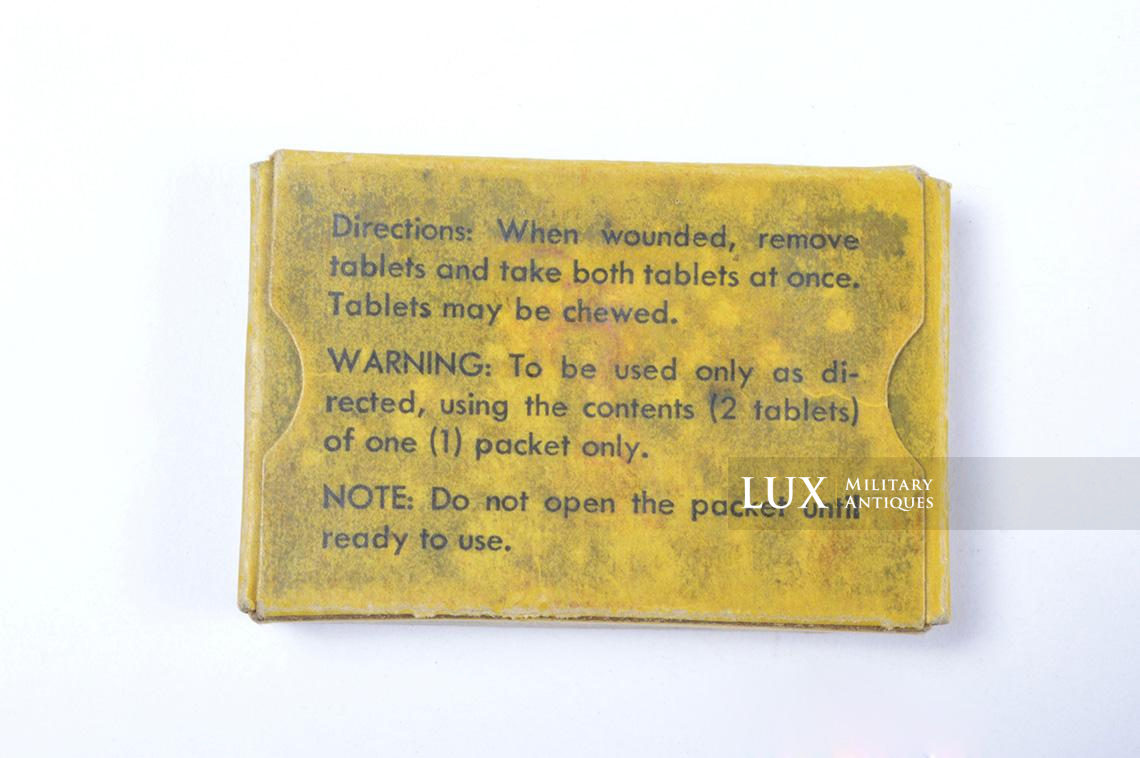 Directions: When wounded, remove
tablets and take both tablets at once.
Tablets may be chewed.
WARNING: To be used only as di-
rected, using the contents (2 tablets)
of one (1) packet only.
NOTE: Do not open the packet until
ready to use.
LUX MILITARY
ANTIQUES